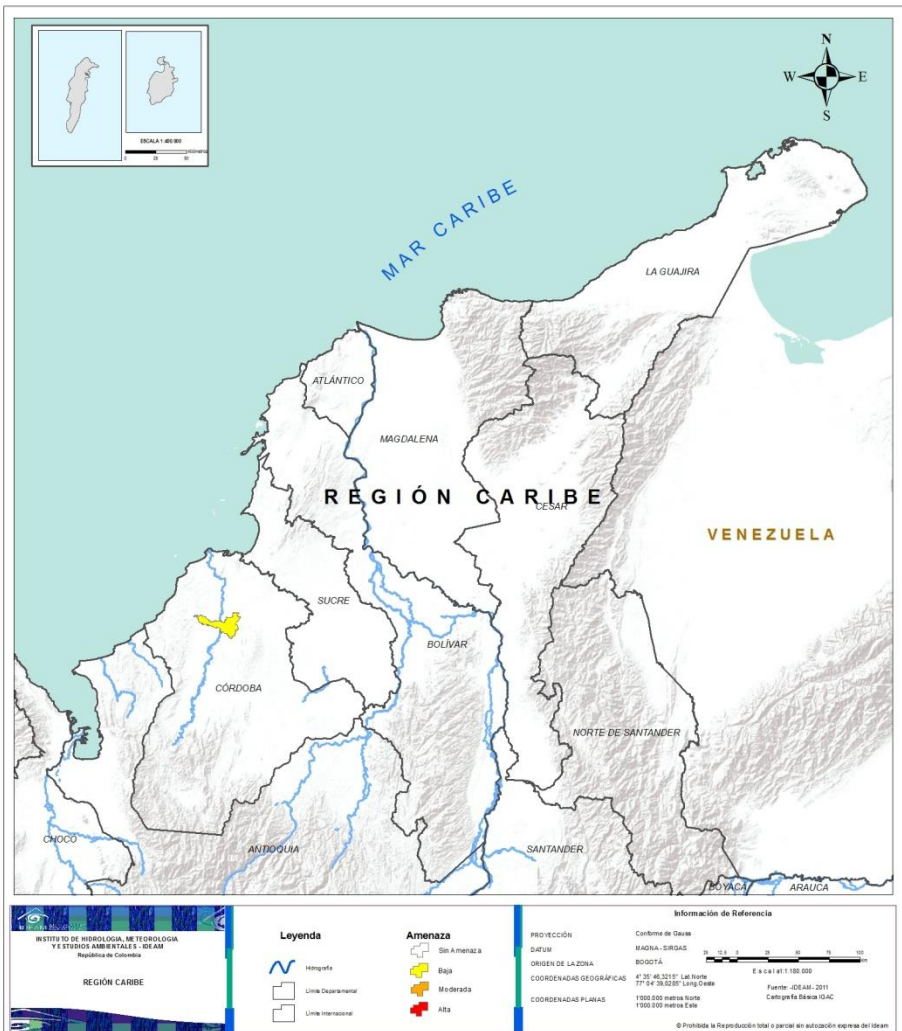 ESCALA 1:400.000
N
W
E
S
MAR CARIBE
LA GUAJIRA
ATLÁNTICO
MAGDALENA
REGIÓN CARIBE
CESAR
VENEZUELA
SUCRE
BOLÍVAR
CÓRDOBA
NORTE DE SANTANDER
CHOCÓ
ANTIOQUIA
SANTANDER
BOYACÁ
ARAUCA
INSTITUTO DE HIDROLOGIA, METEOROLOGIA
Y ESTUDIOS AMBIENTALES - IDEAM
República de Colombia
REGIÓN CARIBE
Leyenda
Hidrografía
Límite Departamental
Límite Internacional
Amenaza
Sin Amenaza
Baja
Moderada
Alta
Información de Referencia
PROYECCIÓN Conforme de Gauss
DATUM MAGNA-SIRGAS
ORIGEN DE LA ZONA BOGOTÁ
COORDENADAS GEOGRÁFICAS 4° 35' 46,3215" Lat.Norte
77° 04' 39,0285" Long.Oeste
COORDENADAS PLANAS 1'000.000 metros Norte
1'000.000 metros Este
Escala 1:1.180.000
Fuente: -IDEAM- 2011
Cartografía Básica IGAC
© Prohibida la Reproducción total o parcial sin autorización expresa del Ideam